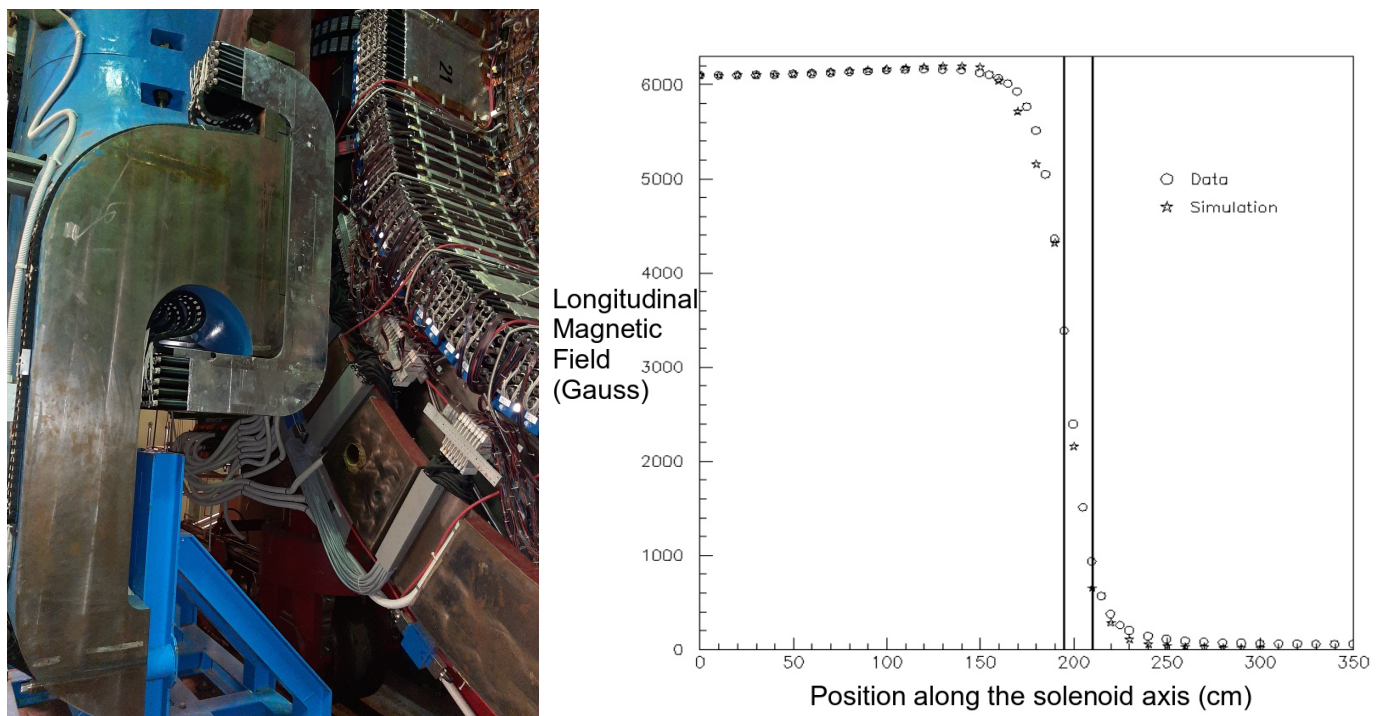 21
Longitudinal
Magnetic
Field
(Gauss)
6000
5000
4000
3000
2000
1000
0
Data
Simulation
0 50 100 150 200 250 300 350
Position along the solenoid axis (cm)